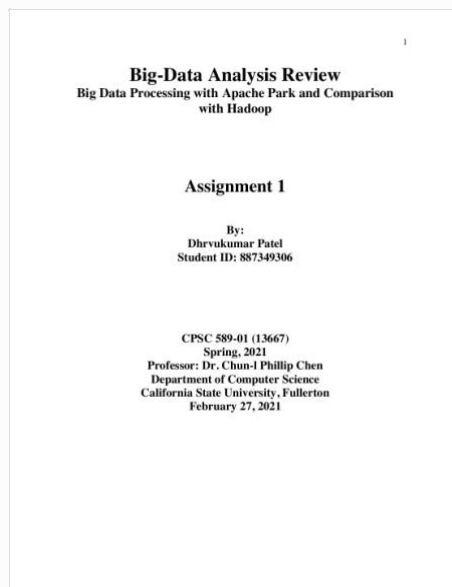 1
Big-Data Analysis Review
Big Data Processing with Apache Park and Comparison
with Hadoop
Assignment 1
By:
Dhrvukumar Patel
Student ID: 887349306
CPSC 589-01 (13667)
Spring, 2021
Professor: Dr. Chun-I Phillip Chen
Department of Computer Science
California State University, Fullerton
February 27, 2021